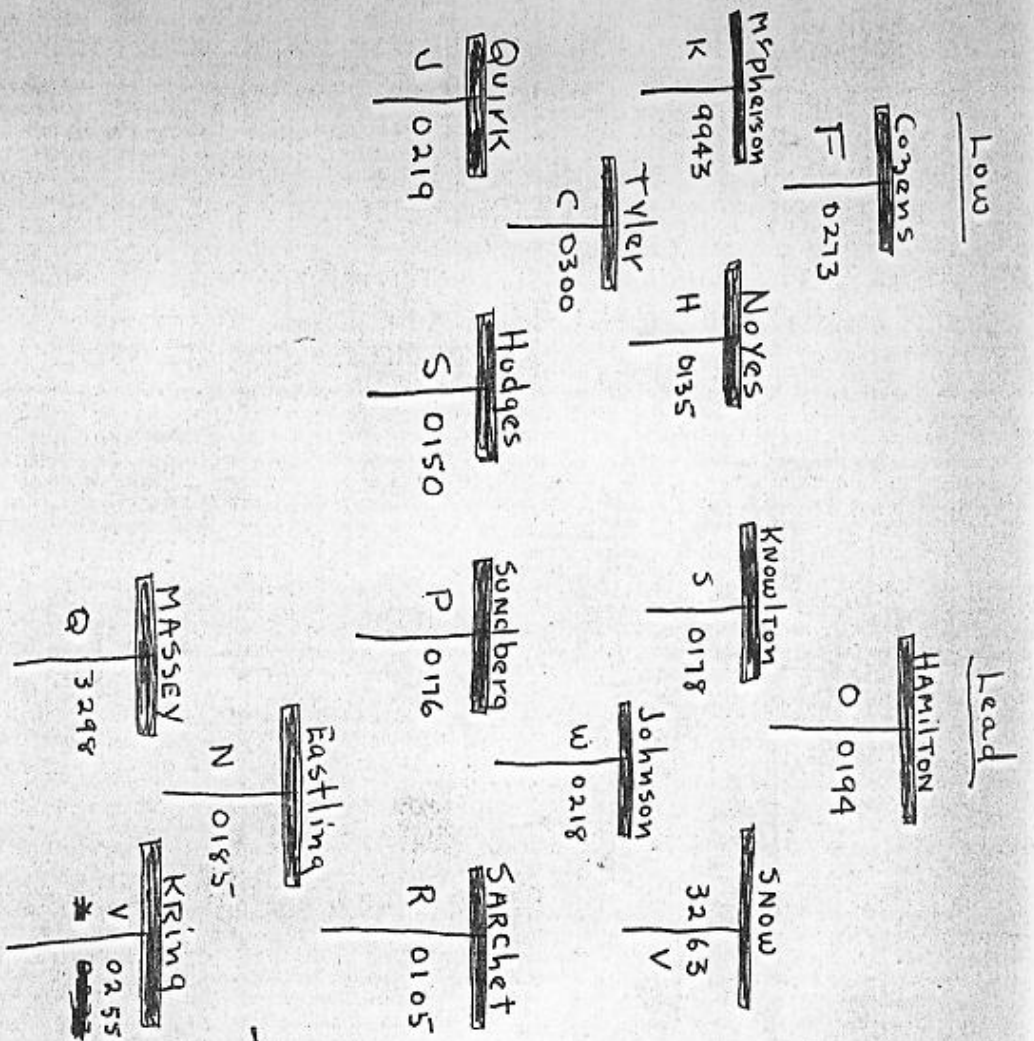 Low
Lead
Cozens
F 0273
HAMILTON
O 0194
McPherson
K 9943
Noyes
H 0135
KNowlTon
S 0178
SNOW
3263 V
Tyler
C 0300
Johnson
W 0218
Quirk
J 0219
Hodges
S 0150
SUNdberg
P 0176
SARchet
R 0105
Eastling
N 0185
MASSEY
Q 3298
KRing
V 0255